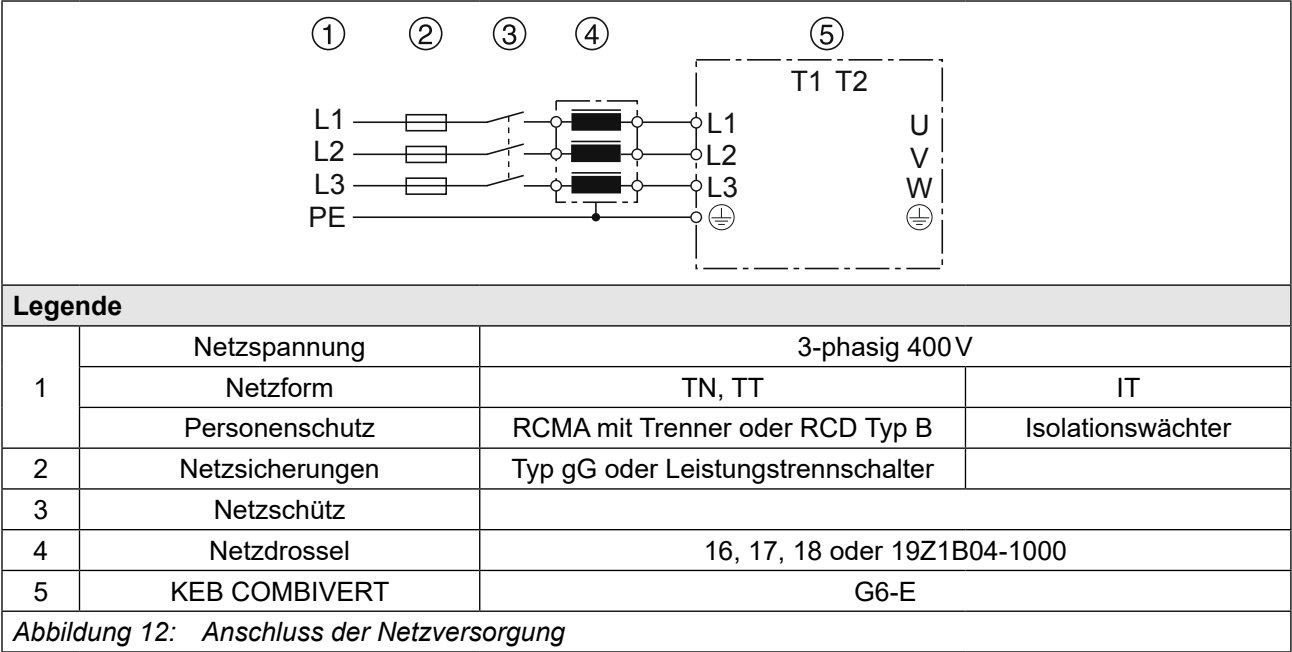 ① ② ③ ④ ⑤
T1 T2
L1 L1 U
L2 L2 V
L3 L3 W
PE
Legende
1 Netzspannung 3-phasig 400 V
Netzform TN, TT IT
Personenschutz RCMA mit Trenner oder RCD Typ B Isolationswächter
2 Netzsicherungen Typ gG oder Leistungstrennschalter
3 Netzschütz
4 Netzdrossel 16, 17, 18 oder 19Z1B04-1000
5 KEB COMBIVERT G6-E
Abbildung 12: Anschluss der Netzversorgung